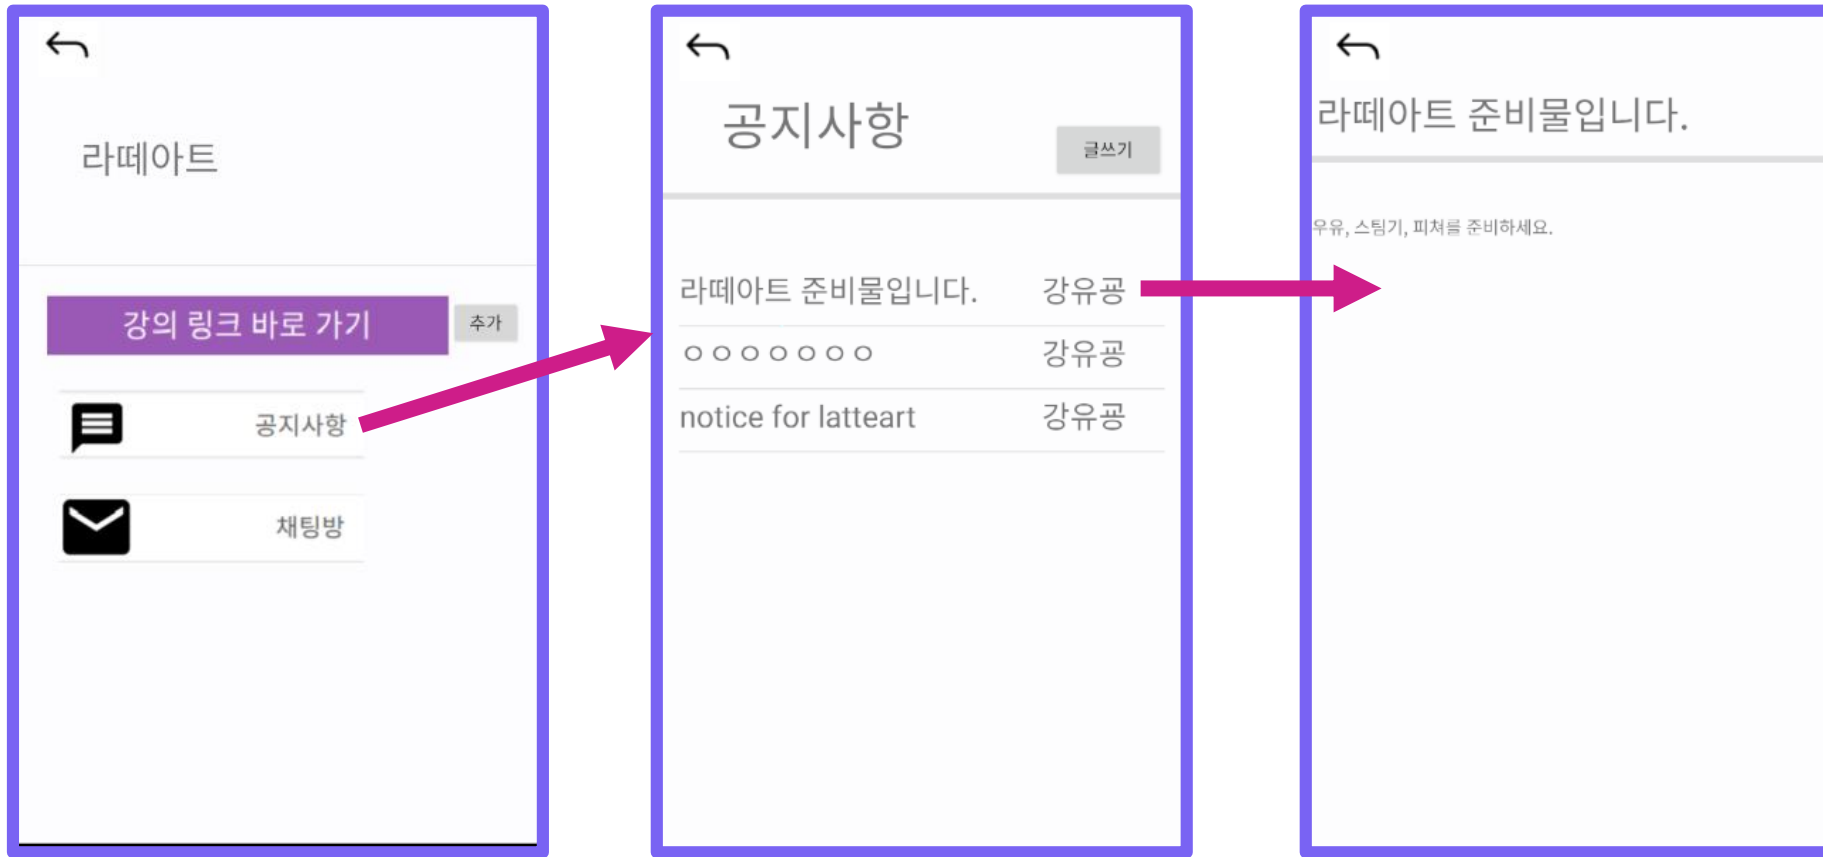 라떼아트
강의 링크 바로 가기
추가
공지사항
채팅방
공지사항
글쓰기
라떼아트 준비물입니다. 강유굥
ㅇㅇㅇㅇㅇㅇㅇ 강유굥
notice for latteart 강유굥
라떼아트 준비물입니다.
우유, 스팀기, 피쳐를 준비하세요.